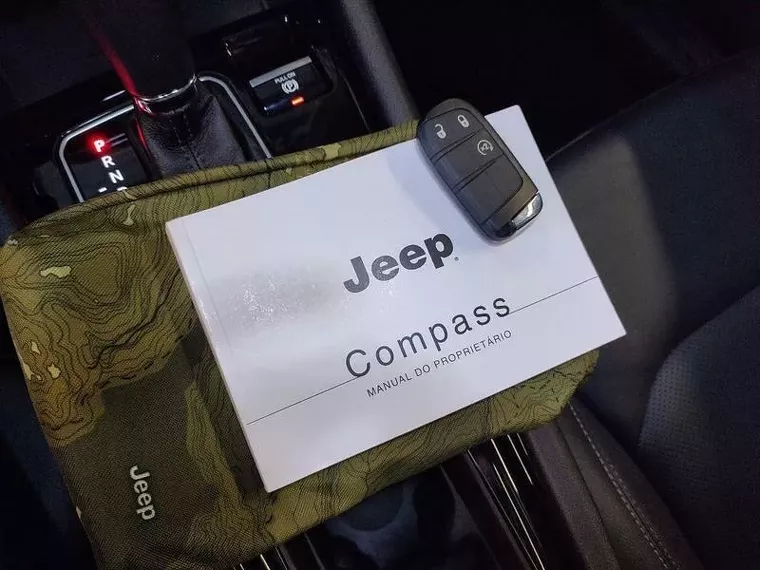 PULL ON
P
R
N
Jeep
Compass
MANUAL DO PROPRIETÁRIO
Jeep